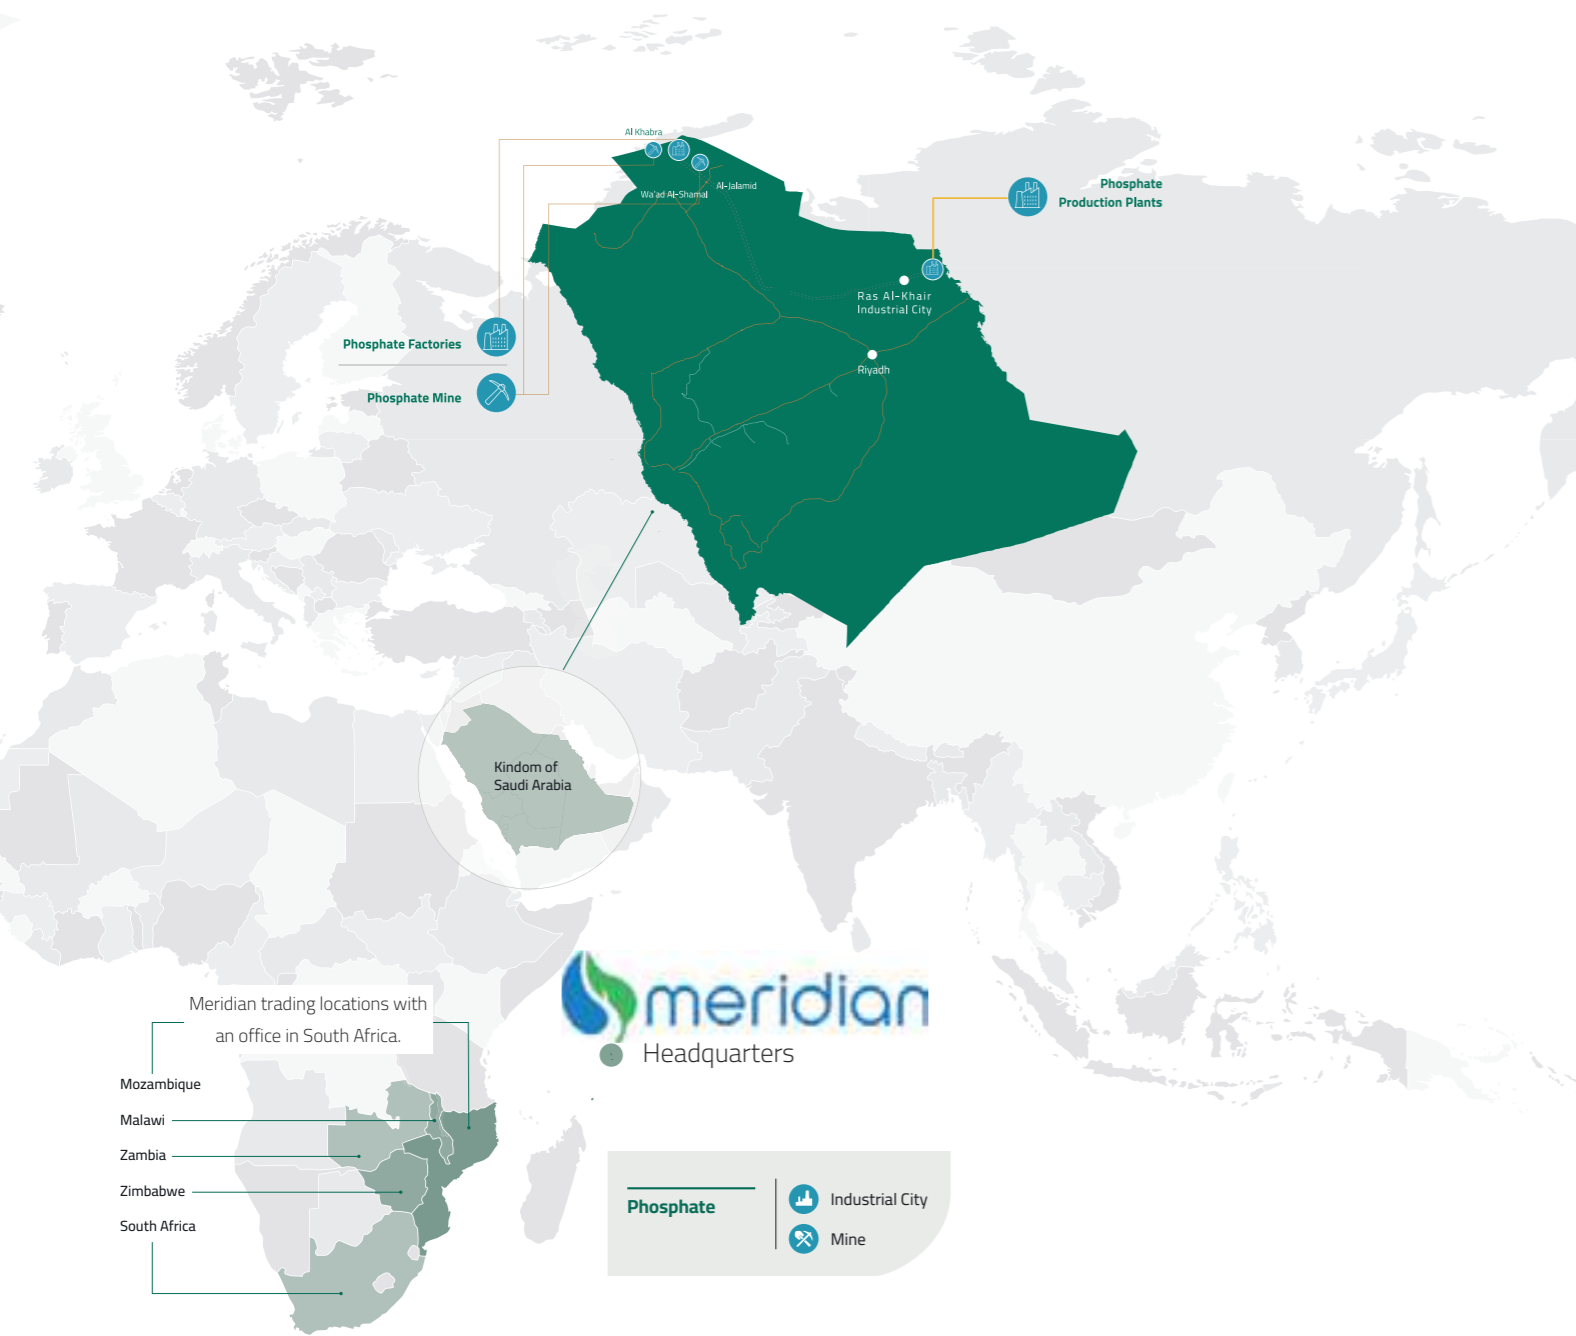 Al Khabra
Wa'ad Al-Shamal
Al-Jalamid
Phosphate
Production Plants
Ras Al-Khair
Industrial City
Riyadh
Phosphate Factories
Phosphate Mine
Kindom of
Saudi Arabia
meridian
Headquarters
Meridian trading locations with
an office in South Africa.
Mozambique
Malawi
Zambia
Zimbabwe
South Africa
Phosphate
Industrial City
Mine